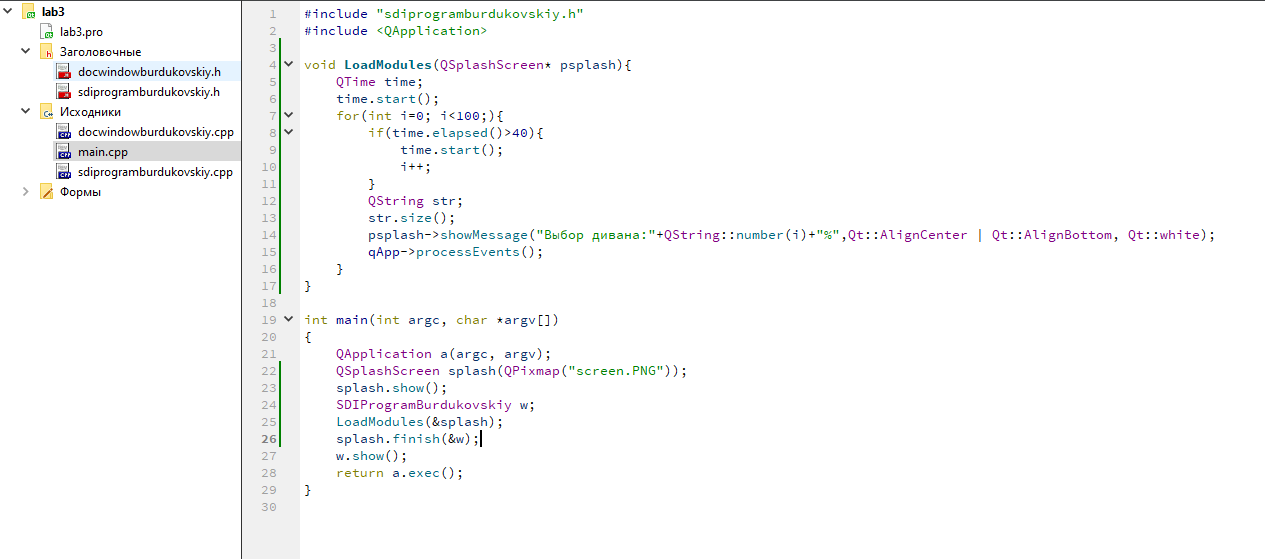 lab3
lab3.pro
Заголовочные
docwindowburdukovskiy.h
sdiprogramburdukovskiy.h
Исходники
docwindowburdukovskiy.cpp
main.cpp
sdiprogramburdukovskiy.cpp
Формы
1 #include "sdiprogramburdukovskiy.h"
2 #include <QApplication>
3
4 void LoadModules(QSplashScreen* psplash){
5     QTime time;
6     time.start();
7     for(int i=0; i<100;){
8         if(time.elapsed()>40){
9             time.start();
10             i++;
11         }
12         QString str;
13         str.size();
14         psplash->showMessage("Выбор дивана:"+QString::number(i)+"%",Qt::AlignCenter | Qt::AlignBottom, Qt::white);
15         qApp->processEvents();
16     }
17 }
18
19 int main(int argc, char *argv[])
20 {
21     QApplication a(argc, argv);
22     QSplashScreen splash(QPixmap("screen.PNG"));
23     splash.show();
24     SDIProgramBurdukovskiy w;
25     LoadModules(&splash);
26     splash.finish(&w);
27     w.show();
28     return a.exec();
29 }
30